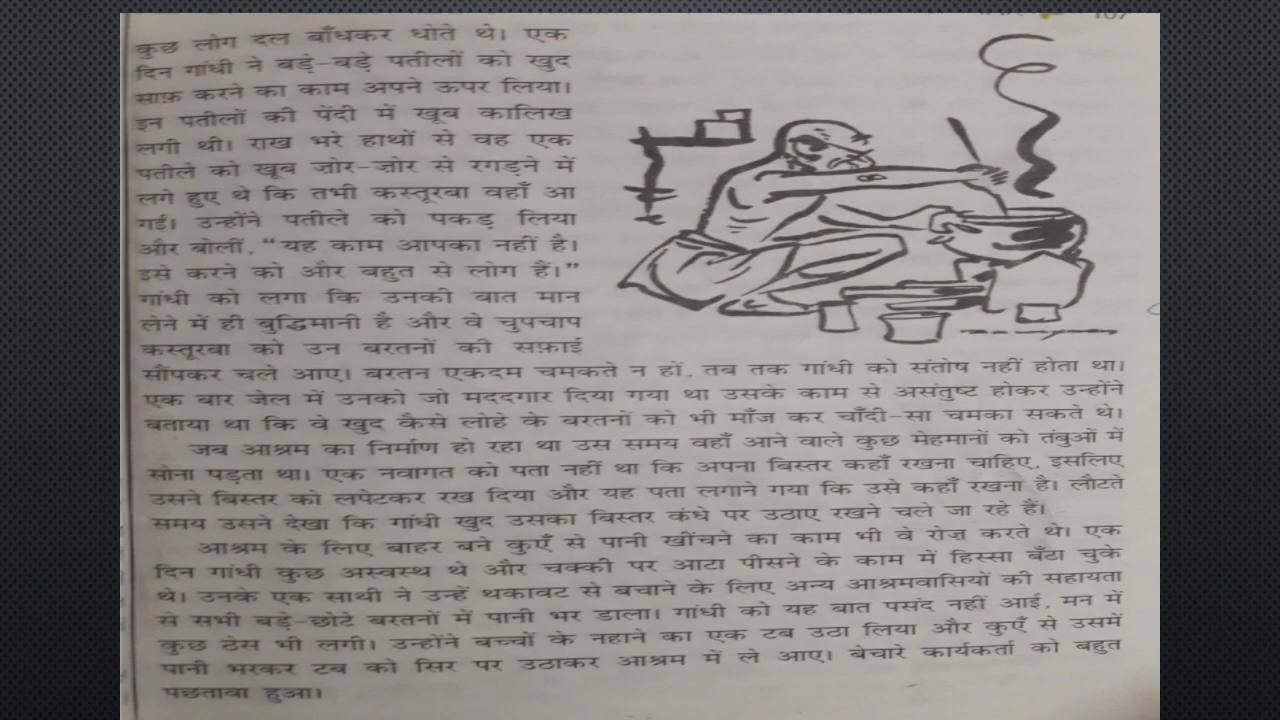 107
कुछ लोग दल बाँधकर धोते थे। एक
दिन गांधी ने बड़े-बड़े पतीलों को खुद
साफ़ करने का काम अपने ऊपर लिया।
इन पतीलों की पेंदी में खूब कालिख
लगी थी। राख भरे हाथों से वह एक
पतीले को खूब ज़ोर-ज़ोर से रगड़ने में
लगे हुए थे कि तभी कस्तूरबा वहाँ आ
गई। उन्होंने पतीले को पकड़ लिया
और बोलीं, “यह काम आपका नहीं है।
इसे करने को और बहुत से लोग हैं।”
गांधी को लगा कि उनकी बात मान
लेने में ही बुद्धिमानी है और वे चुपचाप
कस्तूरबा को उन बरतनों की सफ़ाई
सौंपकर चले आए। बरतन एकदम चमकते न हों, तब तक गांधी को संतोष नहीं होता था।
एक बार जेल में उनको जो मददगार दिया गया था उसके काम से असंतुष्ट होकर उन्होंने
बताया था कि वे खुद कैसे लोहे के बरतनों को भी माँज कर चाँदी-सा चमका सकते थे।
जब आश्रम का निर्माण हो रहा था उस समय वहाँ आने वाले कुछ मेहमानों को तंबुओं में
सोना पड़ता था। एक नवागत को पता नहीं था कि अपना बिस्तर कहाँ रखना चाहिए, इसलिए
उसने बिस्तर को लपेटकर रख दिया और यह पता लगाने गया कि उसे कहाँ रखना है। लौटते
समय उसने देखा कि गांधी खुद उसका बिस्तर कंधे पर उठाए रखने चले जा रहे हैं।
आश्रम के लिए बाहर बने कुएँ से पानी खींचने का काम भी वे रोज़ करते थे। एक
दिन गांधी कुछ अस्वस्थ थे और चक्की पर आटा पीसने के काम में हिस्सा बँटा चुके
थे। उनके एक साथी ने उन्हें थकावट से बचाने के लिए अन्य आश्रमवासियों की सहायता
से सभी बड़े-छोटे बरतनों में पानी भर डाला। गांधी को यह बात पसंद नहीं आई, मन में
कुछ ठेस भी लगी। उन्होंने बच्चों के नहाने का एक टब उठा लिया और कुएँ से उसमें
पानी भरकर टब को सिर पर उठाकर आश्रम में ले आए। बेचारे कार्यकर्ता को बहुत
पछतावा हुआ।